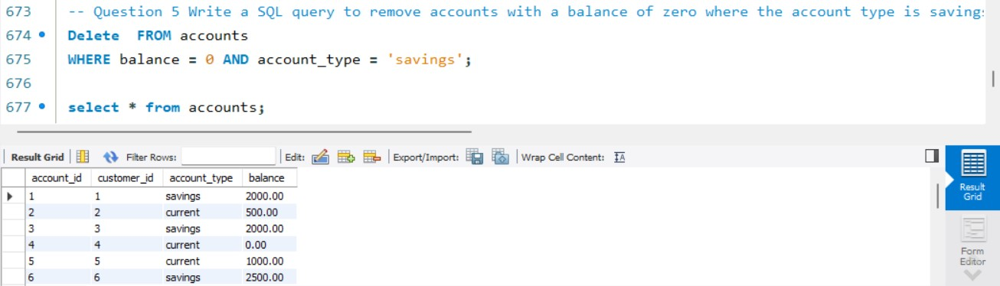 673 -- Question 5 Write a SQL query to remove accounts with a balance of zero where the account type is savings
674 Delete FROM accounts
675 WHERE balance = 0 AND account_type = 'savings';
676
677 select * from accounts;
Result Grid Filter Rows: Edit: Export/Import: Wrap Cell Content:
account_id customer_id account_type balance
1 1 savings 2000.00
2 2 current 500.00
3 3 savings 2000.00
4 4 current 0.00
5 5 current 1000.00
6 6 savings 2500.00
Result
Grid
Form
Editor